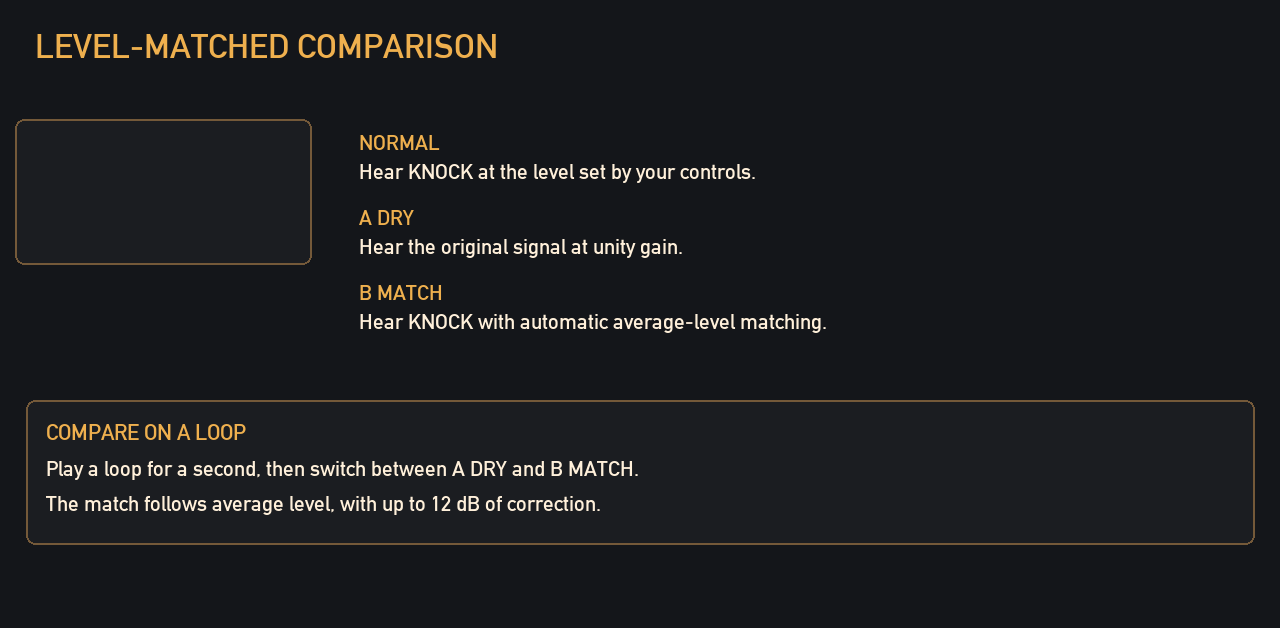 LEVEL-MATCHED COMPARISON
NORMAL
Hear KNOCK at the level set by your controls.
A DRY
Hear the original signal at unity gain.
B MATCH
Hear KNOCK with automatic average-level matching.
COMPARE ON A LOOP
Play a loop for a second, then switch between A DRY and B MATCH.
The match follows average level, with up to 12 dB of correction.